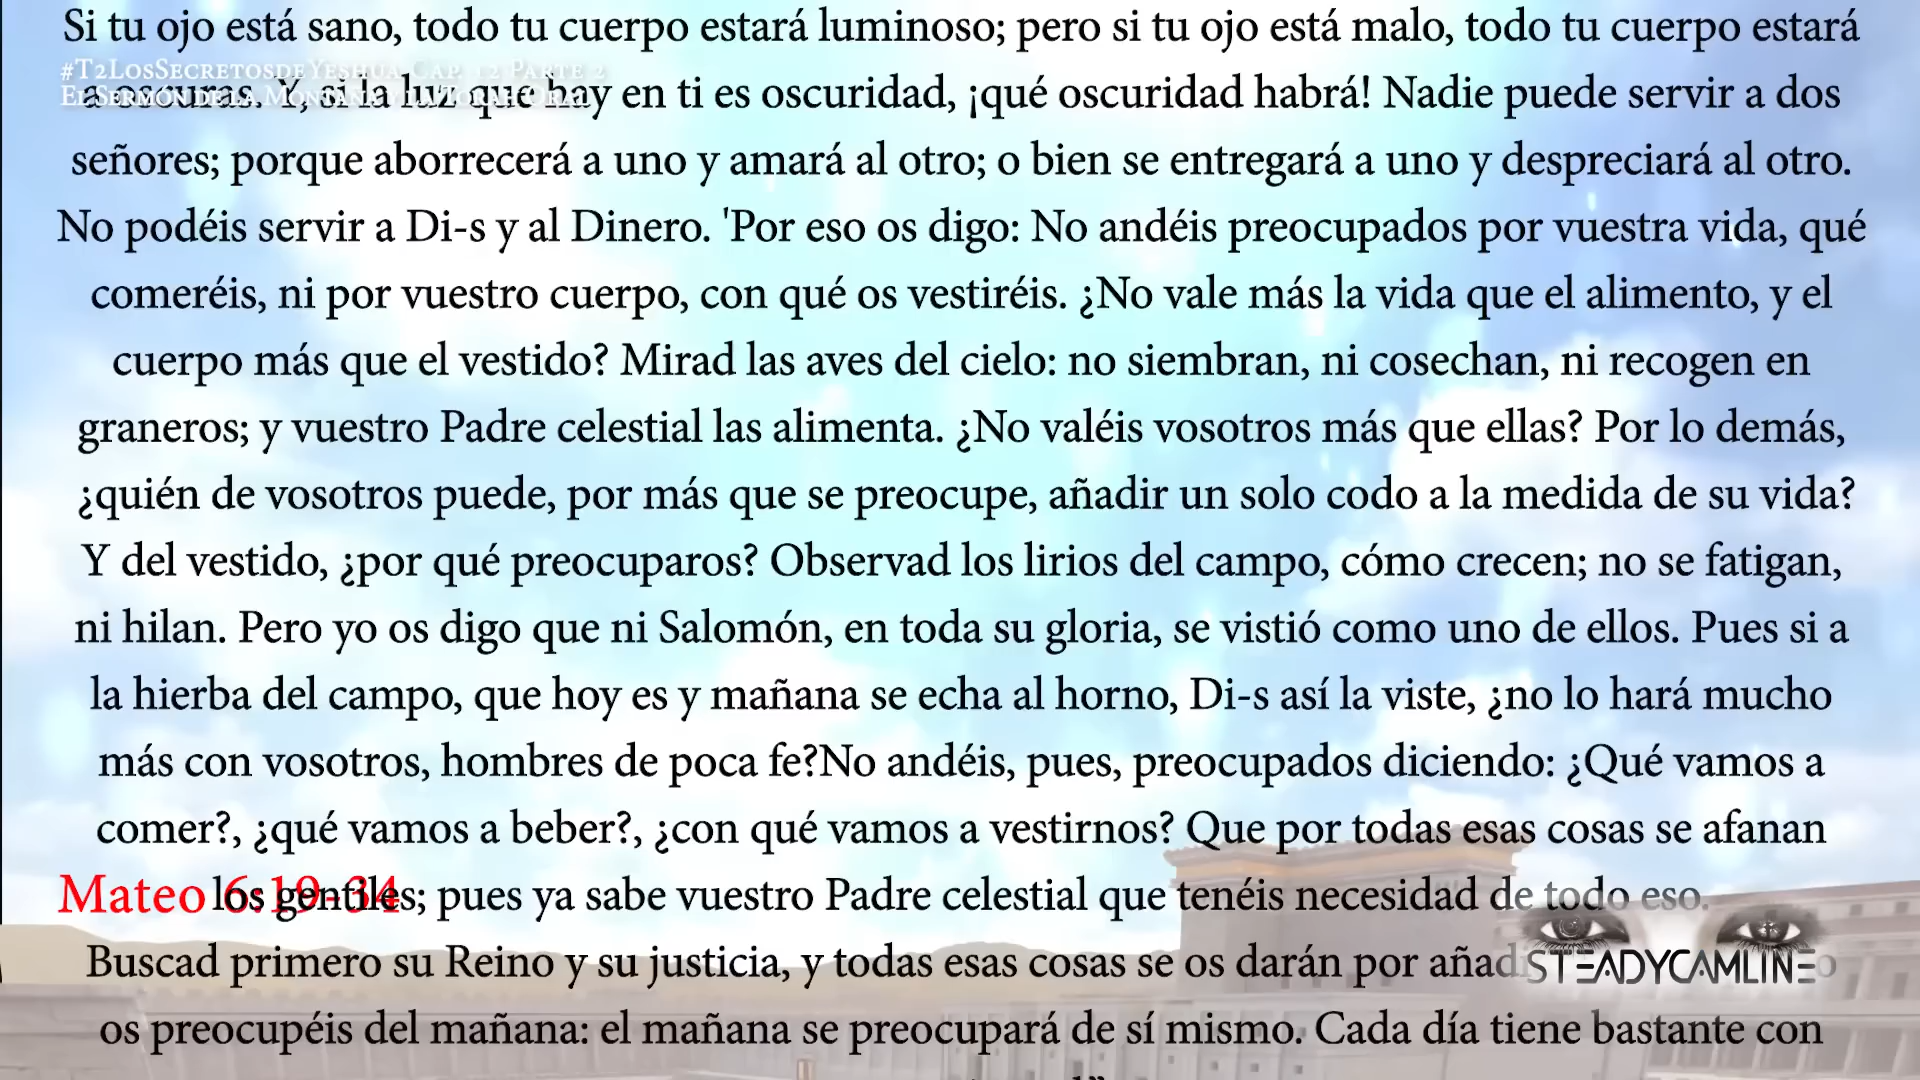 Si tu ojo está sano, todo tu cuerpo estará luminoso; pero si tu ojo está malo, todo tu cuerpo estará
#T2LosSecretosdeYeshua Cap. 12 Parte 2
a oscuras. Y, si la luz que hay en ti es oscuridad, ¡qué oscuridad habrá! Nadie puede servir a dos
El Sermón de la Montaña y la Torah Oral
señores; porque aborrecerá a uno y amará al otro; o bien se entregará a uno y despreciará al otro.
No podéis servir a Di-s y al Dinero. 'Por eso os digo: No andéis preocupados por vuestra vida, qué
comeréis, ni por vuestro cuerpo, con qué os vestiréis. ¿No vale más la vida que el alimento, y el
cuerpo más que el vestido? Mirad las aves del cielo: no siembran, ni cosechan, ni recogen en
graneros; y vuestro Padre celestial las alimenta. ¿No valéis vosotros más que ellas? Por lo demás,
¿quién de vosotros puede, por más que se preocupe, añadir un solo codo a la medida de su vida?
Y del vestido, ¿por qué preocuparos? Observad los lirios del campo, cómo crecen; no se fatigan,
ni hilan. Pero yo os digo que ni Salomón, en toda su gloria, se vistió como uno de ellos. Pues si a
la hierba del campo, que hoy es y mañana se echa al horno, Di-s así la viste, ¿no lo hará mucho
más con vosotros, hombres de poca fe?No andéis, pues, preocupados diciendo: ¿Qué vamos a
comer?, ¿qué vamos a beber?, ¿con qué vamos a vestirnos? Que por todas esas cosas se afanan
Mateo 6:19-34
los gentiles; pues ya sabe vuestro Padre celestial que tenéis necesidad de todo eso.
Buscad primero su Reino y su justicia, y todas esas cosas se os darán por
STEADYCAMLINE
os preocupéis del mañana: el mañana se preocupará de sí mismo. Cada día tiene bastante con